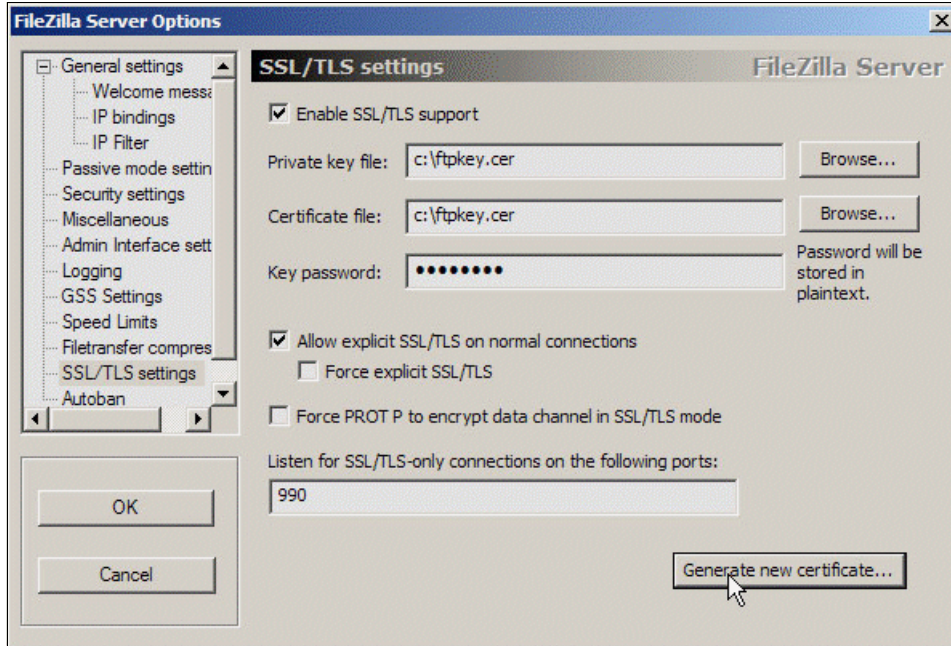 FileZilla Server Options
General settings
Welcome messa
IP bindings
IP Filter
Passive mode settin
Security settings
Miscellaneous
Admin Interface sett
Logging
GSS Settings
Speed Limits
Filetransfer compres
SSL/TLS settings
Autoban
OK
Cancel
SSL/TLS settings
FileZilla Server
Enable SSL/TLS support
Private key file:
c:\ftpkey.cer
Browse...
Certificate file:
c:\ftpkey.cer
Browse...
Key password:
••••••••
Password will be
stored in
plaintext.
Allow explicit SSL/TLS on normal connections
Force explicit SSL/TLS
Force PROT P to encrypt data channel in SSL/TLS mode
Listen for SSL/TLS-only connections on the following ports:
990
Generate new certificate...